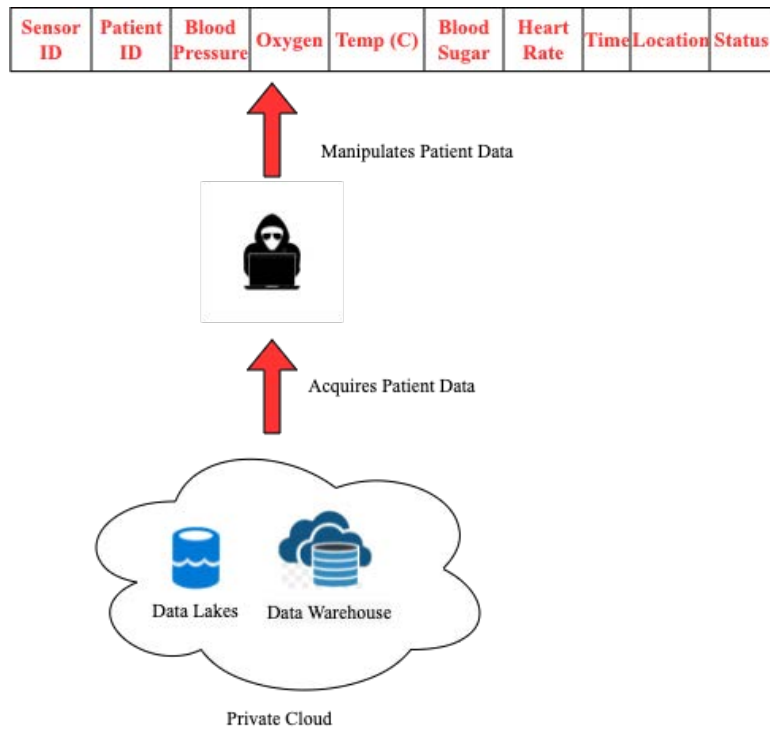 Sensor ID
Patient ID
Blood Pressure
Oxygen
Temp (C)
Blood Sugar
Heart Rate
Time
Location
Status
Manipulates Patient Data
Acquires Patient Data
Data Lakes
Data Warehouse
Private Cloud